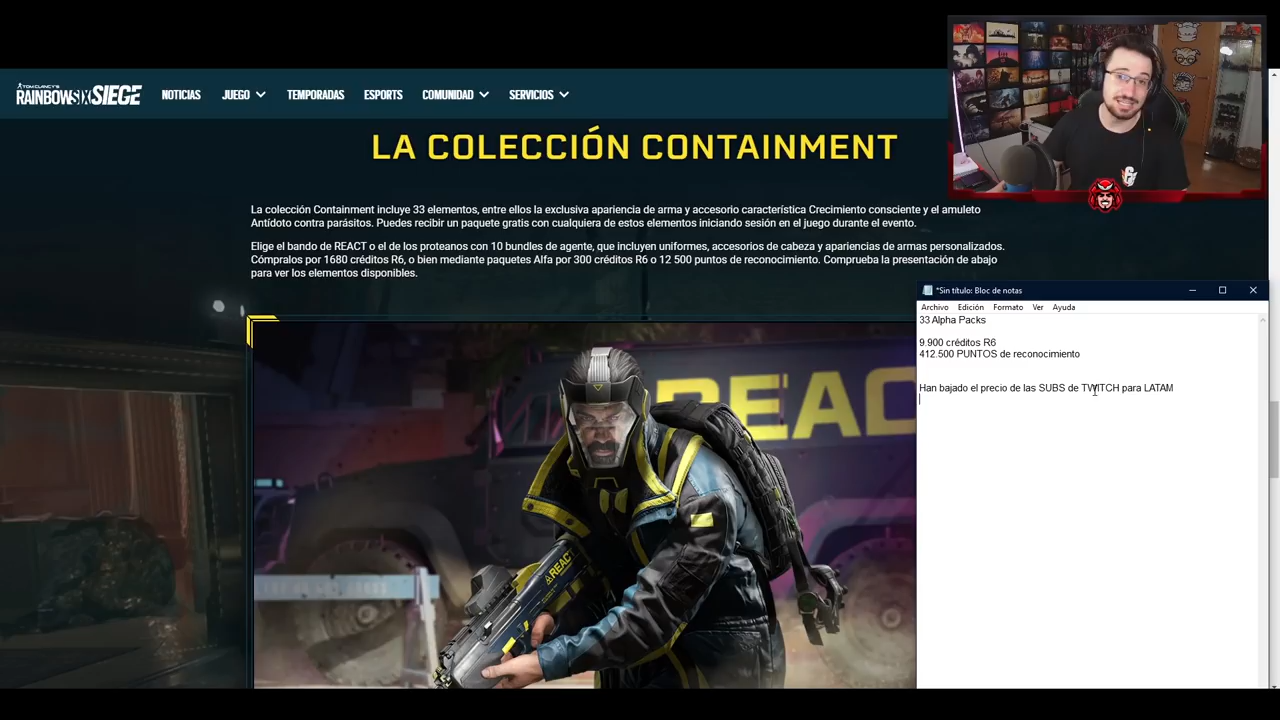 TOM CLANCY'S
RAINBOWSIX SIEGE
NOTICIAS
JUEGO
TEMPORADAS
ESPORTS
COMUNIDAD
SERVICIOS
LA COLECCIÓN CONTAINMENT
La colección Containment incluye 33 elementos, entre ellos la exclusiva apariencia de arma y accesorio característica Crecimiento consciente y el amuleto
Antídoto contra parásitos. Puedes recibir un paquete gratis con cualquiera de estos elementos iniciando sesión en el juego durante el evento.
Elige el bando de REACT o el de los proteanos con 10 bundles de agente, que incluyen uniformes, accesorios de cabeza y apariencias de armas personalizados.
Cómpralos por 1680 créditos R6, o bien mediante paquetes Alfa por 300 créditos R6 o 12 500 puntos de reconocimiento. Comprueba la presentación de abajo
para ver los elementos disponibles.
*Sin título: Bloc de notas
Archivo Edición Formato Ver Ayuda
33 Alpha Packs
9.900 créditos R6
412.500 PUNTOS de reconocimiento
Han bajado el precio de las SUBS de TWITCH para LATAM
REAC
REACT